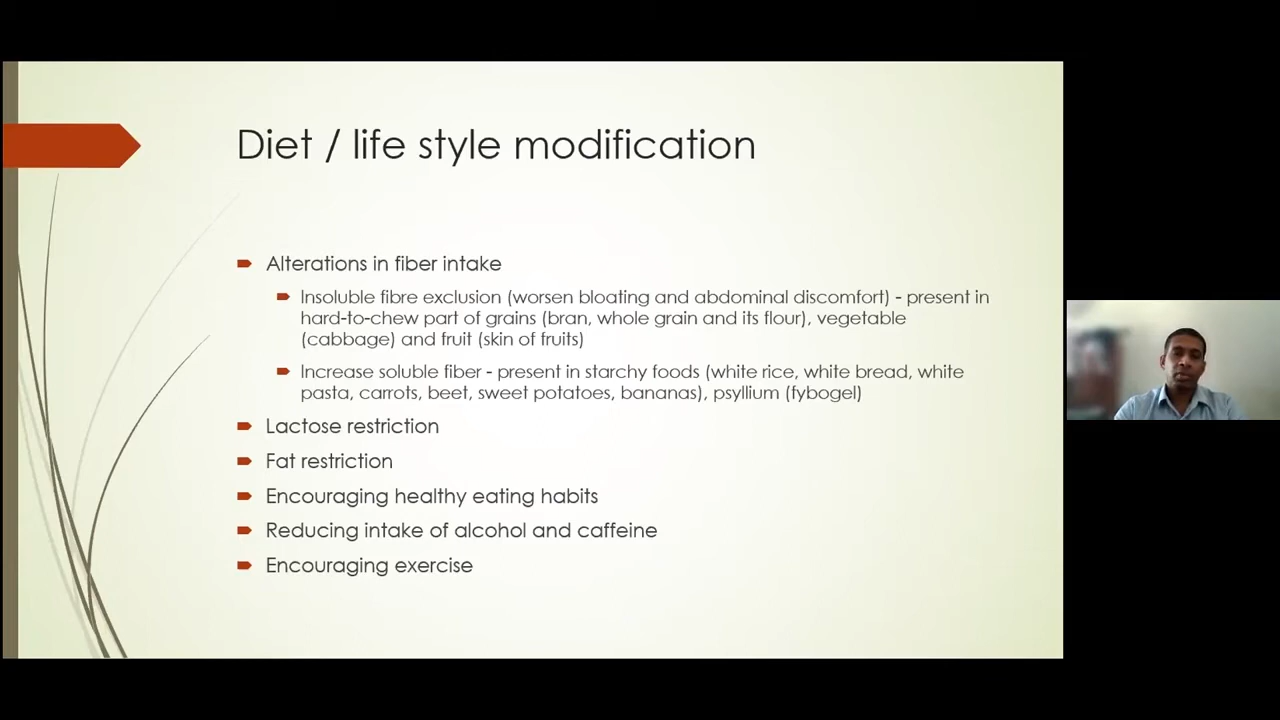 Diet / life style modification
Alterations in fiber intake
Insoluble fibre exclusion (worsen bloating and abdominal discomfort) - present in
hard-to-chew part of grains (bran, whole grain and its flour), vegetable
(cabbage) and fruit (skin of fruits)
Increase soluble fiber - present in starchy foods (white rice, white bread, white
pasta, carrots, beet, sweet potatoes, bananas), psyllium (fybogel)
Lactose restriction
Fat restriction
Encouraging healthy eating habits
Reducing intake of alcohol and caffeine
Encouraging exercise